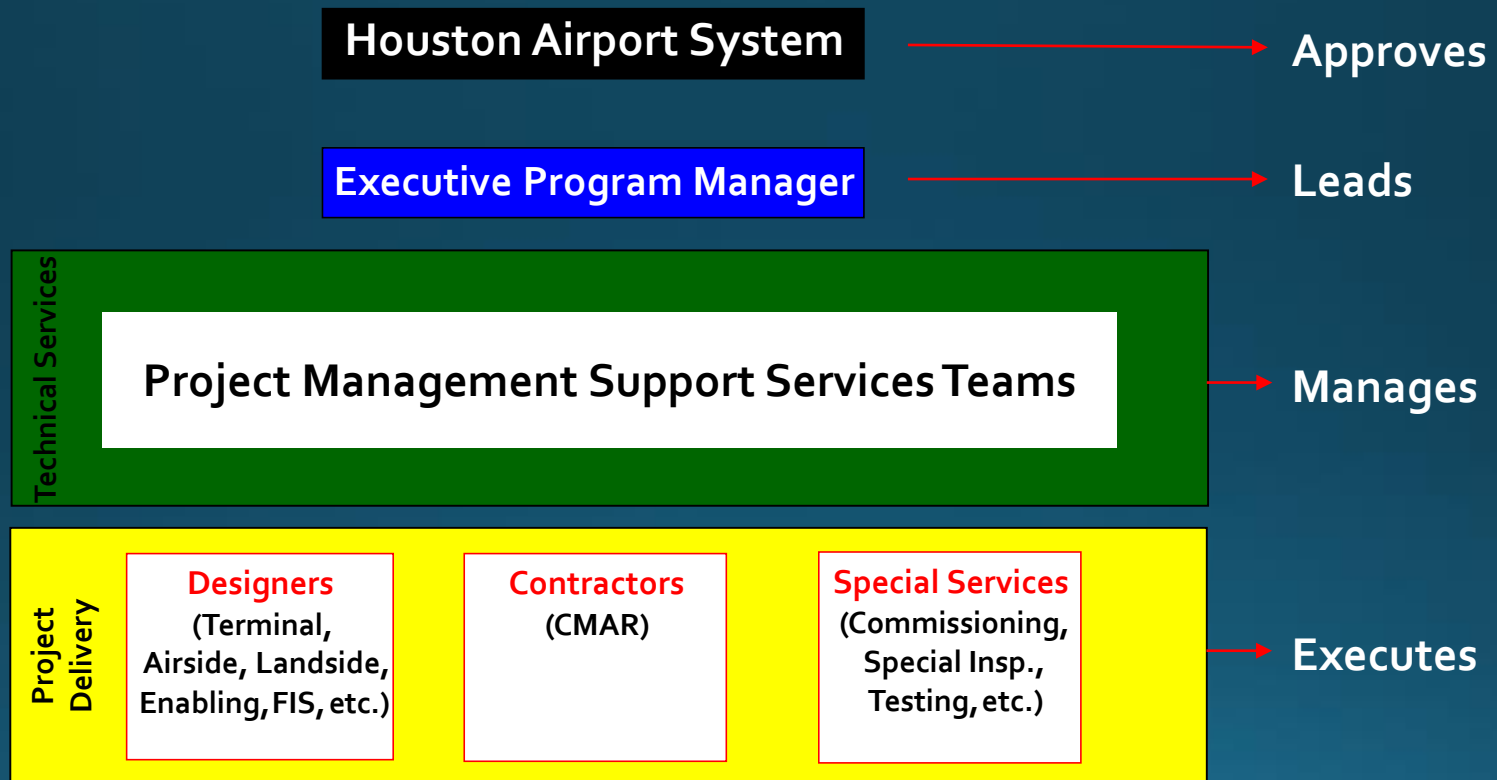 Houston Airport System
Approves
Executive Program Manager
Leads
Technical Services
Project Management Support Services Teams
Manages
Project
Delivery
Designers
(Terminal,
Airside, Landside,
Enabling, FIS, etc.)
Contractors
(CMAR)
Special Services
(Commissioning,
Special Insp.,
Testing, etc.)
Executes